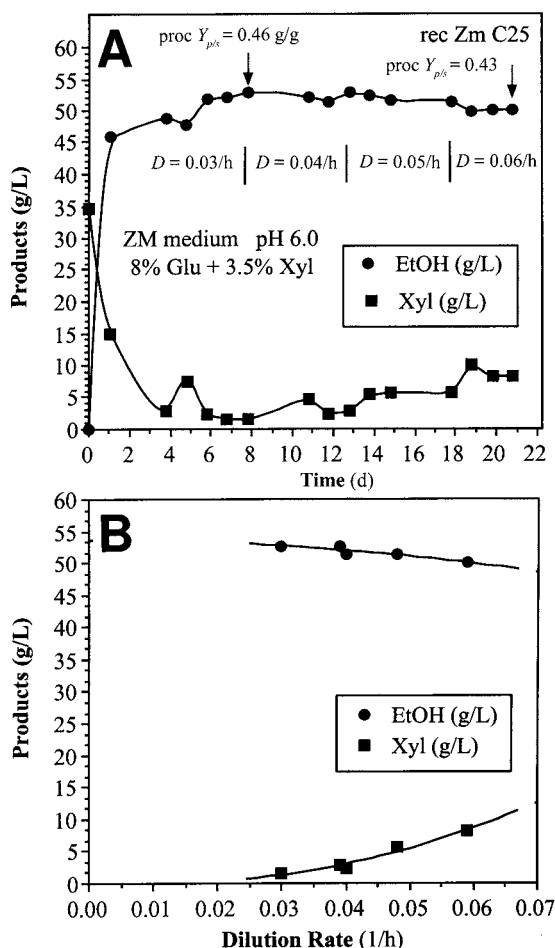 A
proc Yp/s = 0.46 g/g
rec Zm C25
proc Yp/s = 0.43
D = 0.03/h
D = 0.04/h
D = 0.05/h
D = 0.06/h
ZM medium pH 6.0
8% Glu + 3.5% Xyl
EtOH (g/L)
Xyl (g/L)
Products (g/L)
60
55
50
45
40
35
30
25
20
15
10
5
0
0 2 4 6 8 10 12 14 16 18 20 22
Time (d)
B
EtOH (g/L)
Xyl (g/L)
Products (g/L)
60
55
50
45
40
35
30
25
20
15
10
5
0
0.00 0.01 0.02 0.03 0.04 0.05 0.06 0.07
Dilution Rate (1/h)